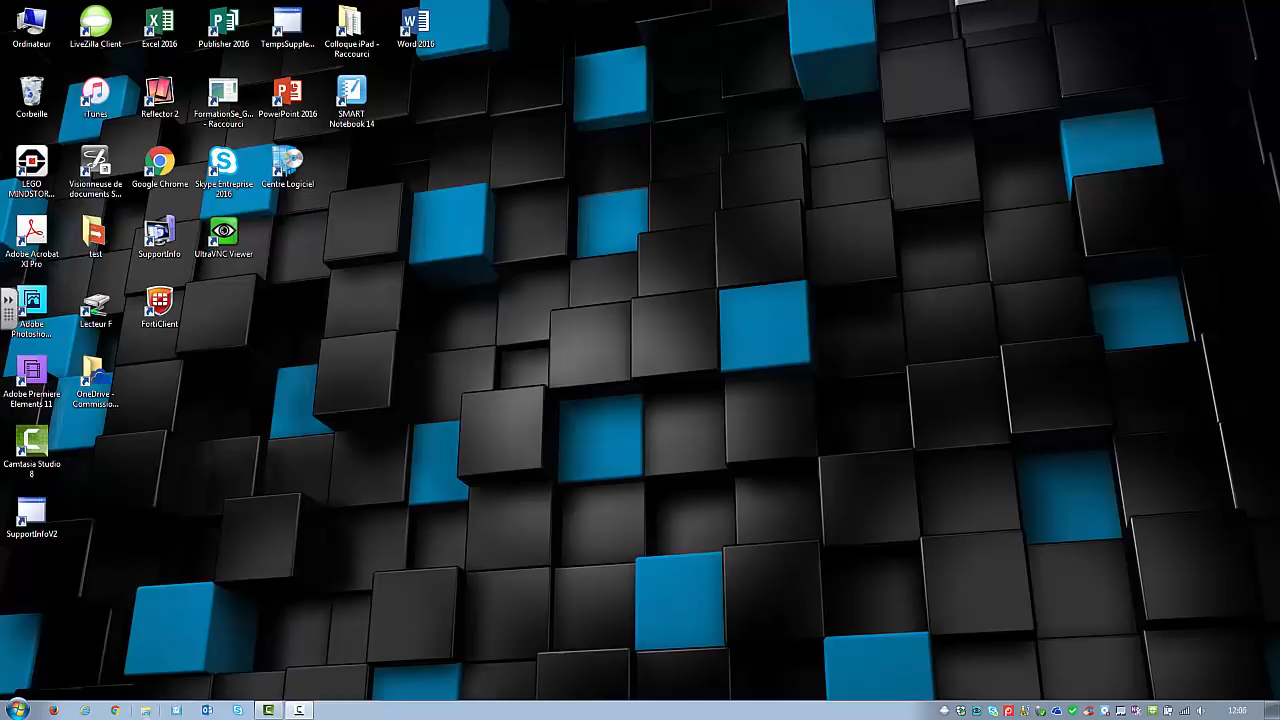 Ordinateur
LiveZilla Client
Excel 2016
Publisher 2016
TempsSupple...
Colloque iPad -
Raccourci
Word 2016
Corbeille
iTunes
Reflector 2
FormationSe_G...
- Raccourci
PowerPoint 2016
SMART
Notebook 14
LEGO
MINDSTOR...
Visionneuse de
documents S...
Google Chrome
Skype Entreprise
2016
Centre Logiciel
Adobe Acrobat
XI Pro
test
SupportInfo
UltraVNC Viewer
Adobe
Photosho...
Lecteur F
FortiClient
Adobe Premiere
Elements 11
OneDrive -
Commissio...
Camtasia Studio
8
SupportInfoV2
12:05